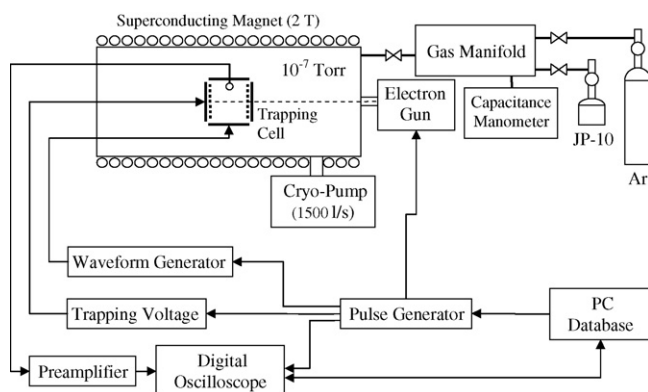 Superconducting Magnet (2 T)
10⁻⁷ Torr
Trapping
Cell
Gas Manifold
Electron
Gun
Capacitance
Manometer
JP-10
Ar
Cryo-Pump
(1500 l/s)
Waveform Generator
Trapping Voltage
Pulse Generator
PC
Database
Preamplifier
Digital
Oscilloscope